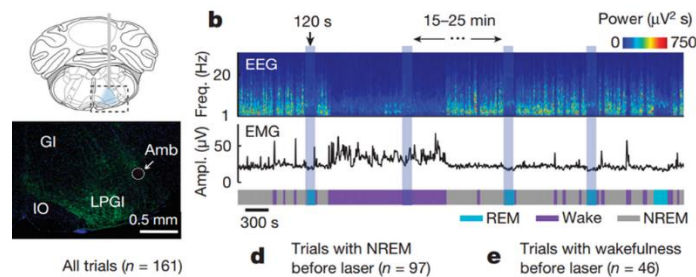 b
120 s
15–25 min
...
Power (μV² s)
0
750
EEG
Freq. (Hz)
20
1
EMG
Ampl. (μV)
50
0
300 s
REM
Wake
NREM
GI
Amb
IO
LPGI
0.5 mm
All trials (n = 161)
d
Trials with NREM
before laser (n = 97)
e
Trials with wakefulness
before laser (n = 46)